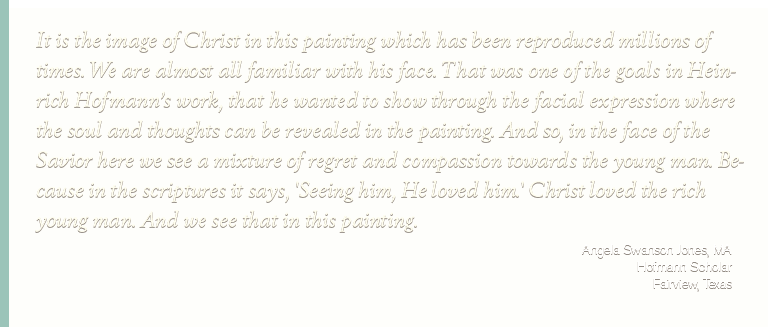 It is the image of Christ in this painting which has been reproduced millions of
times. We are almost all familiar with his face. That was one of the goals in Hein-
rich Hofmann's work, that he wanted to show through the facial expression where
the soul and thoughts can be revealed in the painting. And so, in the face of the
Savior here we see a mixture of regret and compassion towards the young man. Be-
cause in the scriptures it says, 'Seeing him, He loved him.' Christ loved the rich
young man. And we see that in this painting.
Angela Swanson Jones, MA
Hofmann Scholar
Fairview, Texas